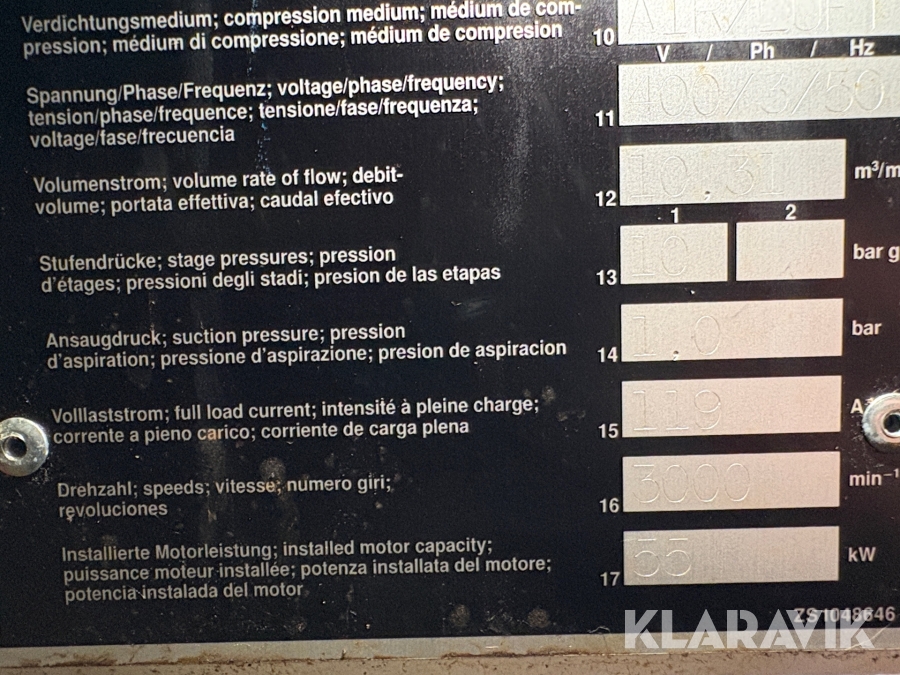 Verdichtungsmedium; compression medium; médium de com-
pression; médium di compressione; médium de compresion 10 AIR/LUFT
V / Ph / Hz
Spannung/Phase/Frequenz; voltage/phase/frequency;
tension/phase/frequence; tensione/fase/frequenza;
voltage/fase/frecuencia 11 400/3/50
Volumenstrom; volume rate of flow; debit-
volume; portata effettiva; caudal efectivo 12 10,31 m³/m
1 2
Stufendrücke; stage pressures; pression
d'étages; pressioni degli stadi; presion de las etapas 13 10 bar g
Ansaugdruck; suction pressure; pression
d'aspiration; pressione d'aspirazione; presion de aspiracion 14 1,0 bar
Volllaststrom; full load current; intensité à pleine charge;
corrente a pieno carico; corriente de carga plena 15 119 A
Drehzahl; speeds; vitesse; numero giri;
revoluciones 16 3000 min⁻¹
Installierte Motorleistung; installed motor capacity;
puissance moteur installée; potenza installata del motore;
potencia instalada del motor 17 55 kW
ZS1048646
KLARAVIK